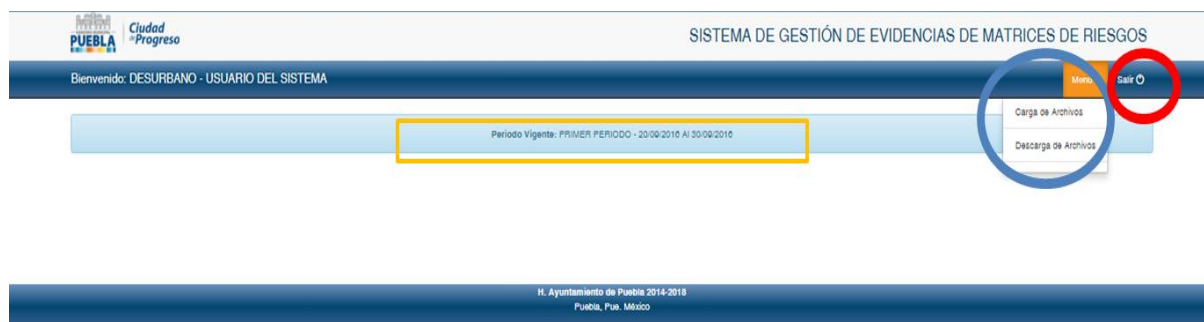 PUEBLA
Ciudad
de Progreso
SISTEMA DE GESTIÓN DE EVIDENCIAS DE MATRICES DE RIESGOS
Bienvenido: DESURBANO - USUARIO DEL SISTEMA
Menú
Salir
Carga de Archivos
Descarga de Archivos
Periodo Vigente: PRIMER PERIODO - 20/09/2016 Al 30/09/2016
H. Ayuntamiento de Puebla 2014-2018
Puebla, Pue. México